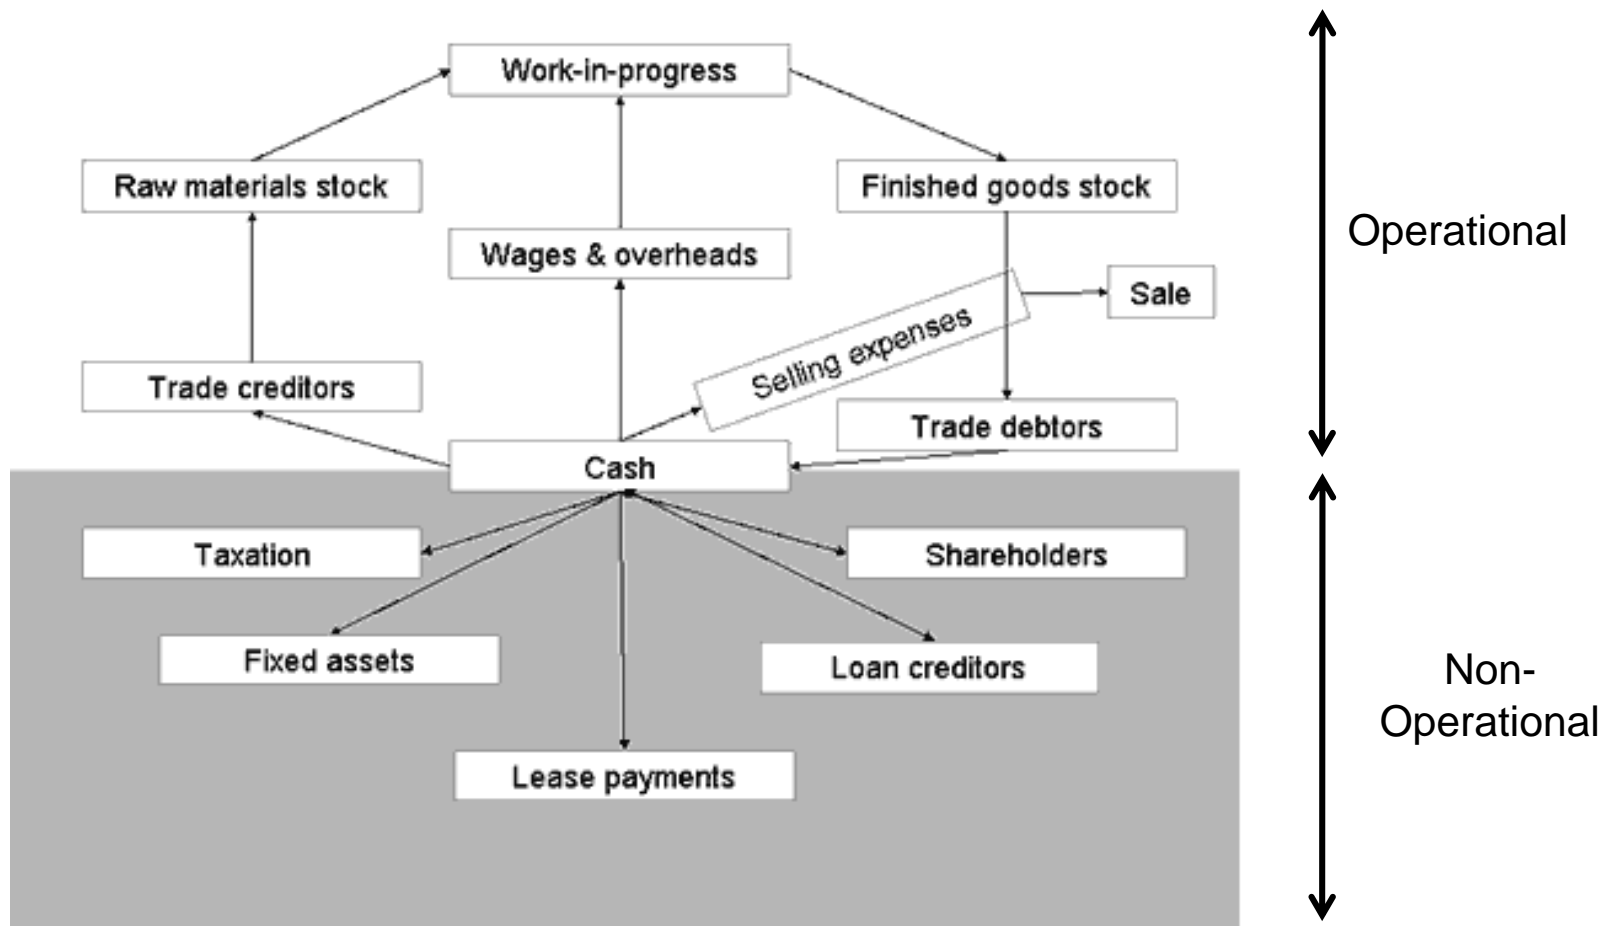 Work-in-progress
Raw materials stock
Finished goods stock
Operational
Wages & overheads
Sale
Selling expenses
Trade creditors
Trade debtors
Cash
Taxation
Shareholders
Fixed assets
Loan creditors
Non-
Operational
Lease payments